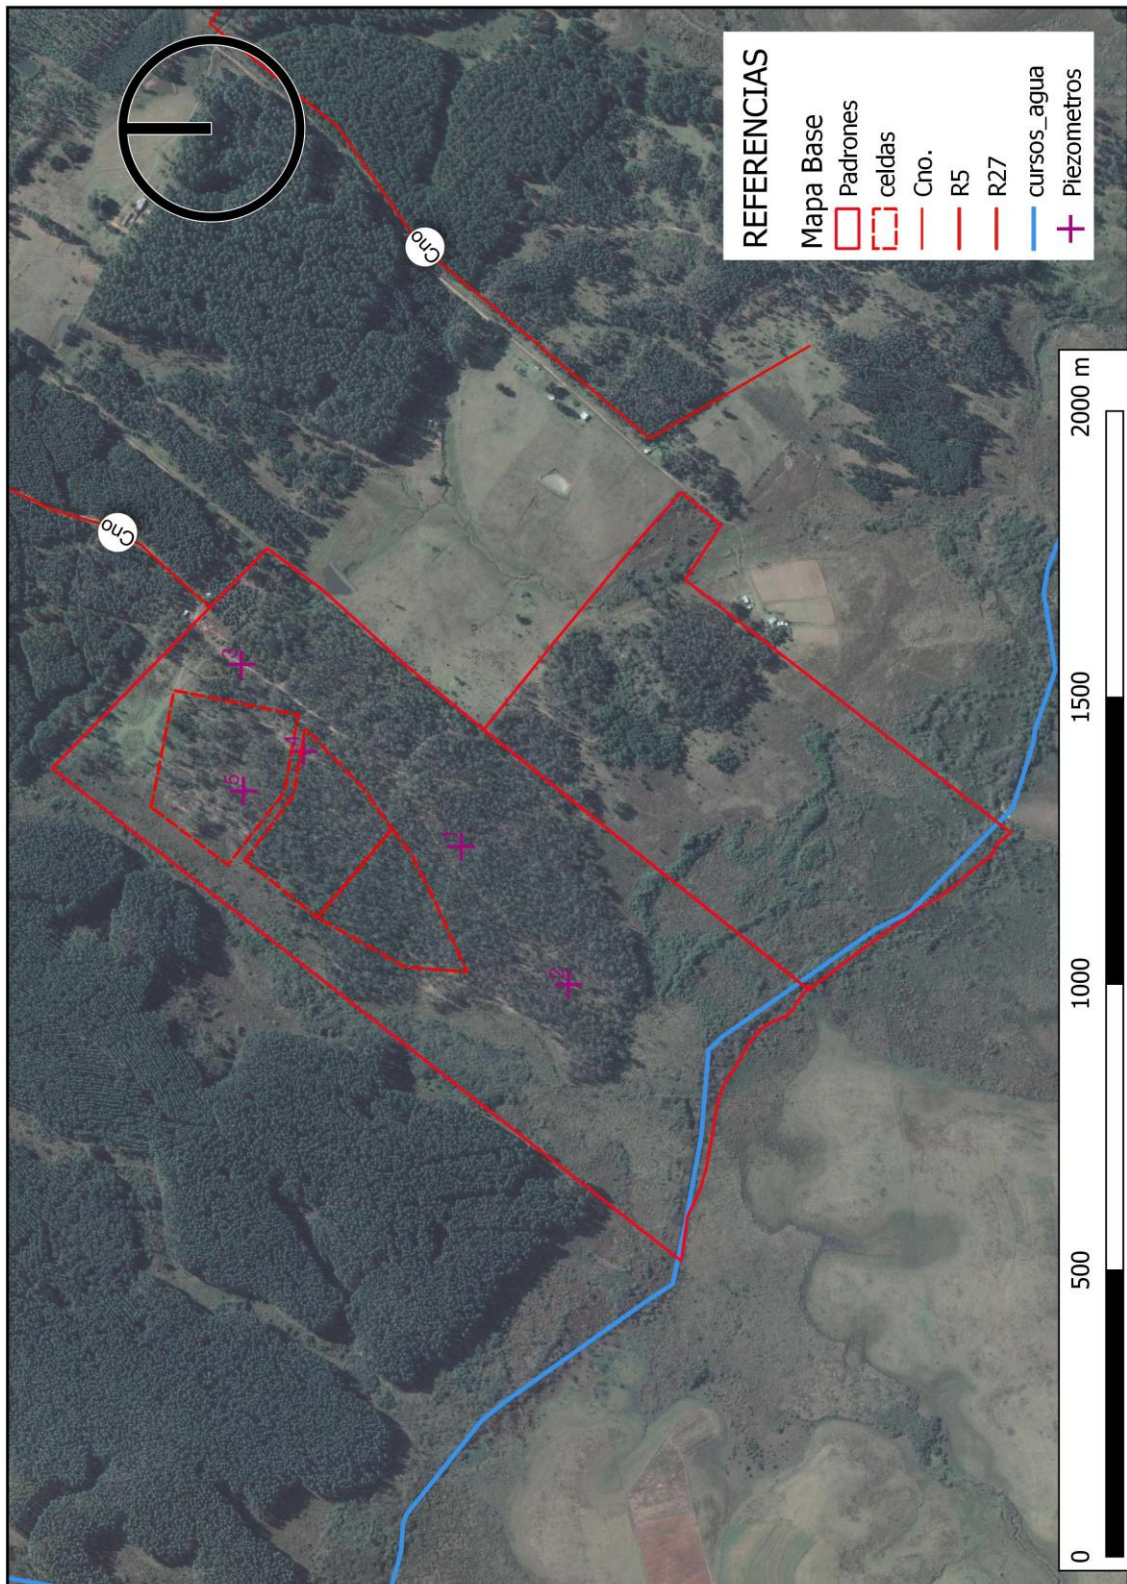 REFERENCIAS
Mapa Base
Padrones
celdas
Cno.
R5
R27
cursos_agua
Piezometros
Cno
Cno
3
4
5
1
2
0
500
1000
1500
2000 m